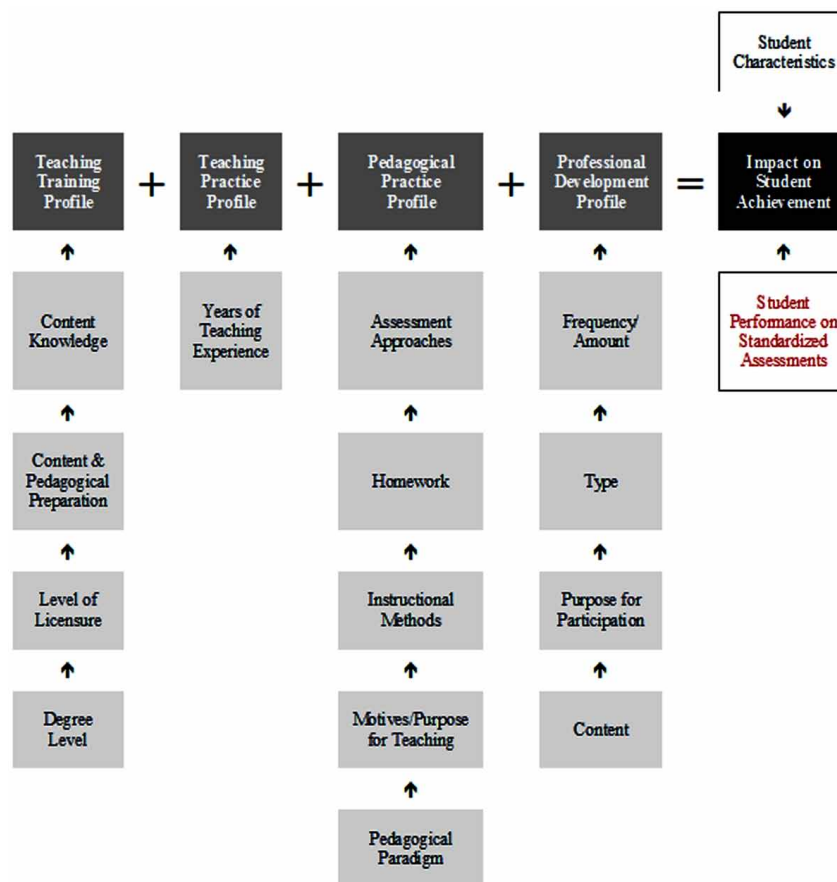 Student
Characteristics
Teaching
Training
Profile
+
Teaching
Practice
Profile
+
Pedagogical
Practice
Profile
+
Professional
Development
Profile
=
Impact on
Student
Achievement
Content
Knowledge
Years of
Teaching
Experience
Assessment
Approaches
Frequency/
Amount
Student
Performance on
Standardized
Assessments
Content &
Pedagogical
Preparation
Homework
Type
Level of
Licensure
Instructional
Methods
Purpose for
Participation
Degree
Level
Motives/Purpose
for Teaching
Content
Pedagogical
Paradigm